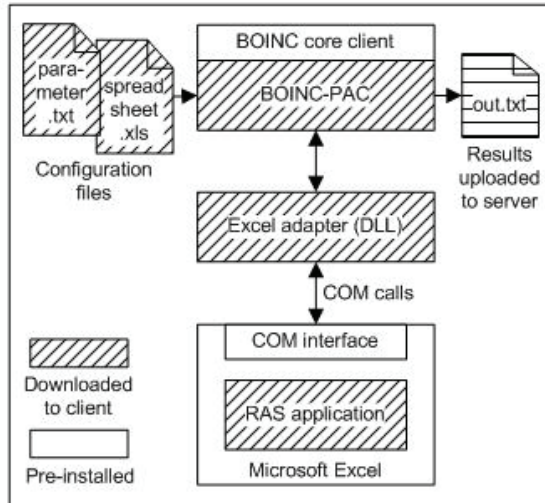 para-
meter
.txt
spread
sheet
.xls
Configuration
files
BOINC core client
BOINC-PAC
out.txt
Results
uploaded
to server
Excel adapter (DLL)
COM calls
COM interface
RAS application
Microsoft Excel
Downloaded
to client
Pre-installed